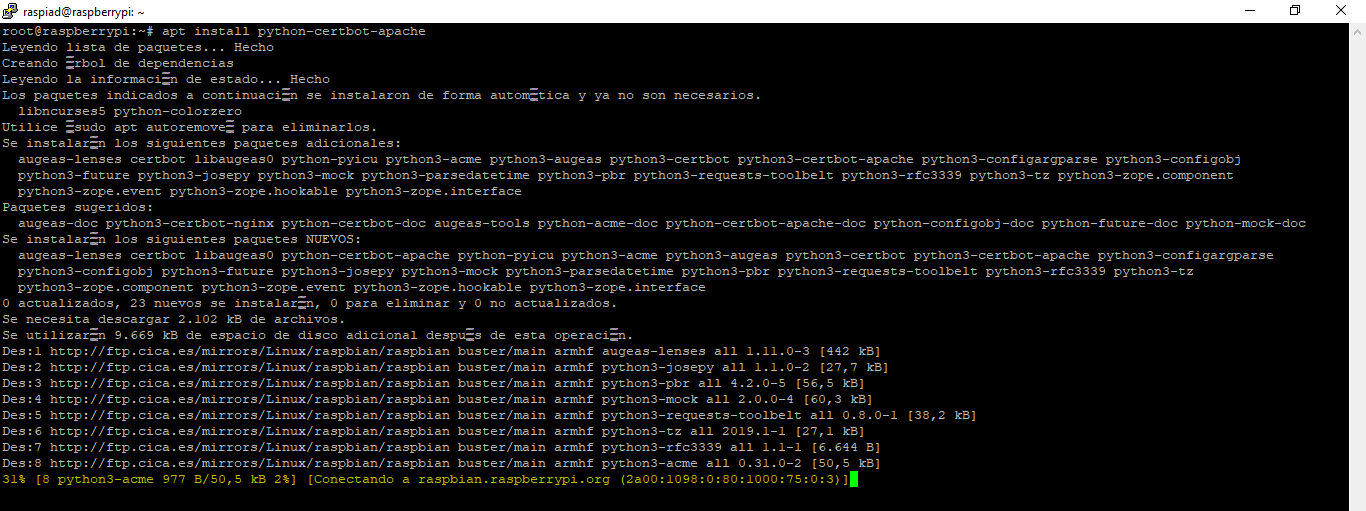 raspiad@raspberrypi: ~
root@raspberrypi:~# apt install python-certbot-apache
Leyendo lista de paquetes... Hecho
Creando �rbol de dependencias
Leyendo la informaci�n de estado... Hecho
Los paquetes indicados a continuaci�n se instalaron de forma autom�tica y ya no son necesarios.
libncurses5 python-colorzero
Utilice �sudo apt autoremove� para eliminarlos.
Se instalar�n los siguientes paquetes adicionales:
augeas-lenses certbot libaugeas0 python-pyicu python3-acme python3-augeas python3-certbot python3-certbot-apache python3-configargparse python3-configobj
python3-future python3-josepy python3-mock python3-parsedatetime python3-pbr python3-requests-toolbelt python3-rfc3339 python3-tz python3-zope.component
python3-zope.event python3-zope.hookable python3-zope.interface
Paquetes sugeridos:
augeas-doc python3-certbot-nginx python-certbot-doc augeas-tools python-acme-doc python-certbot-apache-doc python-configobj-doc python-future-doc python-mock-doc
Se instalar�n los siguientes paquetes NUEVOS:
augeas-lenses certbot libaugeas0 python-certbot-apache python-pyicu python3-acme python3-augeas python3-certbot python3-certbot-apache python3-configargparse
python3-configobj python3-future python3-josepy python3-mock python3-parsedatetime python3-pbr python3-requests-toolbelt python3-rfc3339 python3-tz
python3-zope.component python3-zope.event python3-zope.hookable python3-zope.interface
0 actualizados, 23 nuevos se instalar�n, 0 para eliminar y 0 no actualizados.
Se necesita descargar 2.102 kB de archivos.
Se utilizar�n 9.669 kB de espacio de disco adicional despu�s de esta operaci�n.
Des:1 http://ftp.cica.es/mirrors/Linux/raspbian/raspbian buster/main armhf augeas-lenses all 1.11.0-3 [442 kB]
Des:2 http://ftp.cica.es/mirrors/Linux/raspbian/raspbian buster/main armhf python3-josepy all 1.1.0-2 [27,7 kB]
Des:3 http://ftp.cica.es/mirrors/Linux/raspbian/raspbian buster/main armhf python3-pbr all 4.2.0-5 [56,5 kB]
Des:4 http://ftp.cica.es/mirrors/Linux/raspbian/raspbian buster/main armhf python3-mock all 2.0.0-4 [60,3 kB]
Des:5 http://ftp.cica.es/mirrors/Linux/raspbian/raspbian buster/main armhf python3-requests-toolbelt all 0.8.0-1 [38,2 kB]
Des:6 http://ftp.cica.es/mirrors/Linux/raspbian/raspbian buster/main armhf python3-tz all 2019.1-1 [27,1 kB]
Des:7 http://ftp.cica.es/mirrors/Linux/raspbian/raspbian buster/main armhf python3-rfc3339 all 1.1-1 [6.644 B]
Des:8 http://ftp.cica.es/mirrors/Linux/raspbian/raspbian buster/main armhf python3-acme all 0.31.0-2 [50,5 kB]
31% [8 python3-acme 977 B/50,5 kB 2%] [Conectando a raspbian.raspberrypi.org (2a00:1098:0:80:1000:75:0:3)]